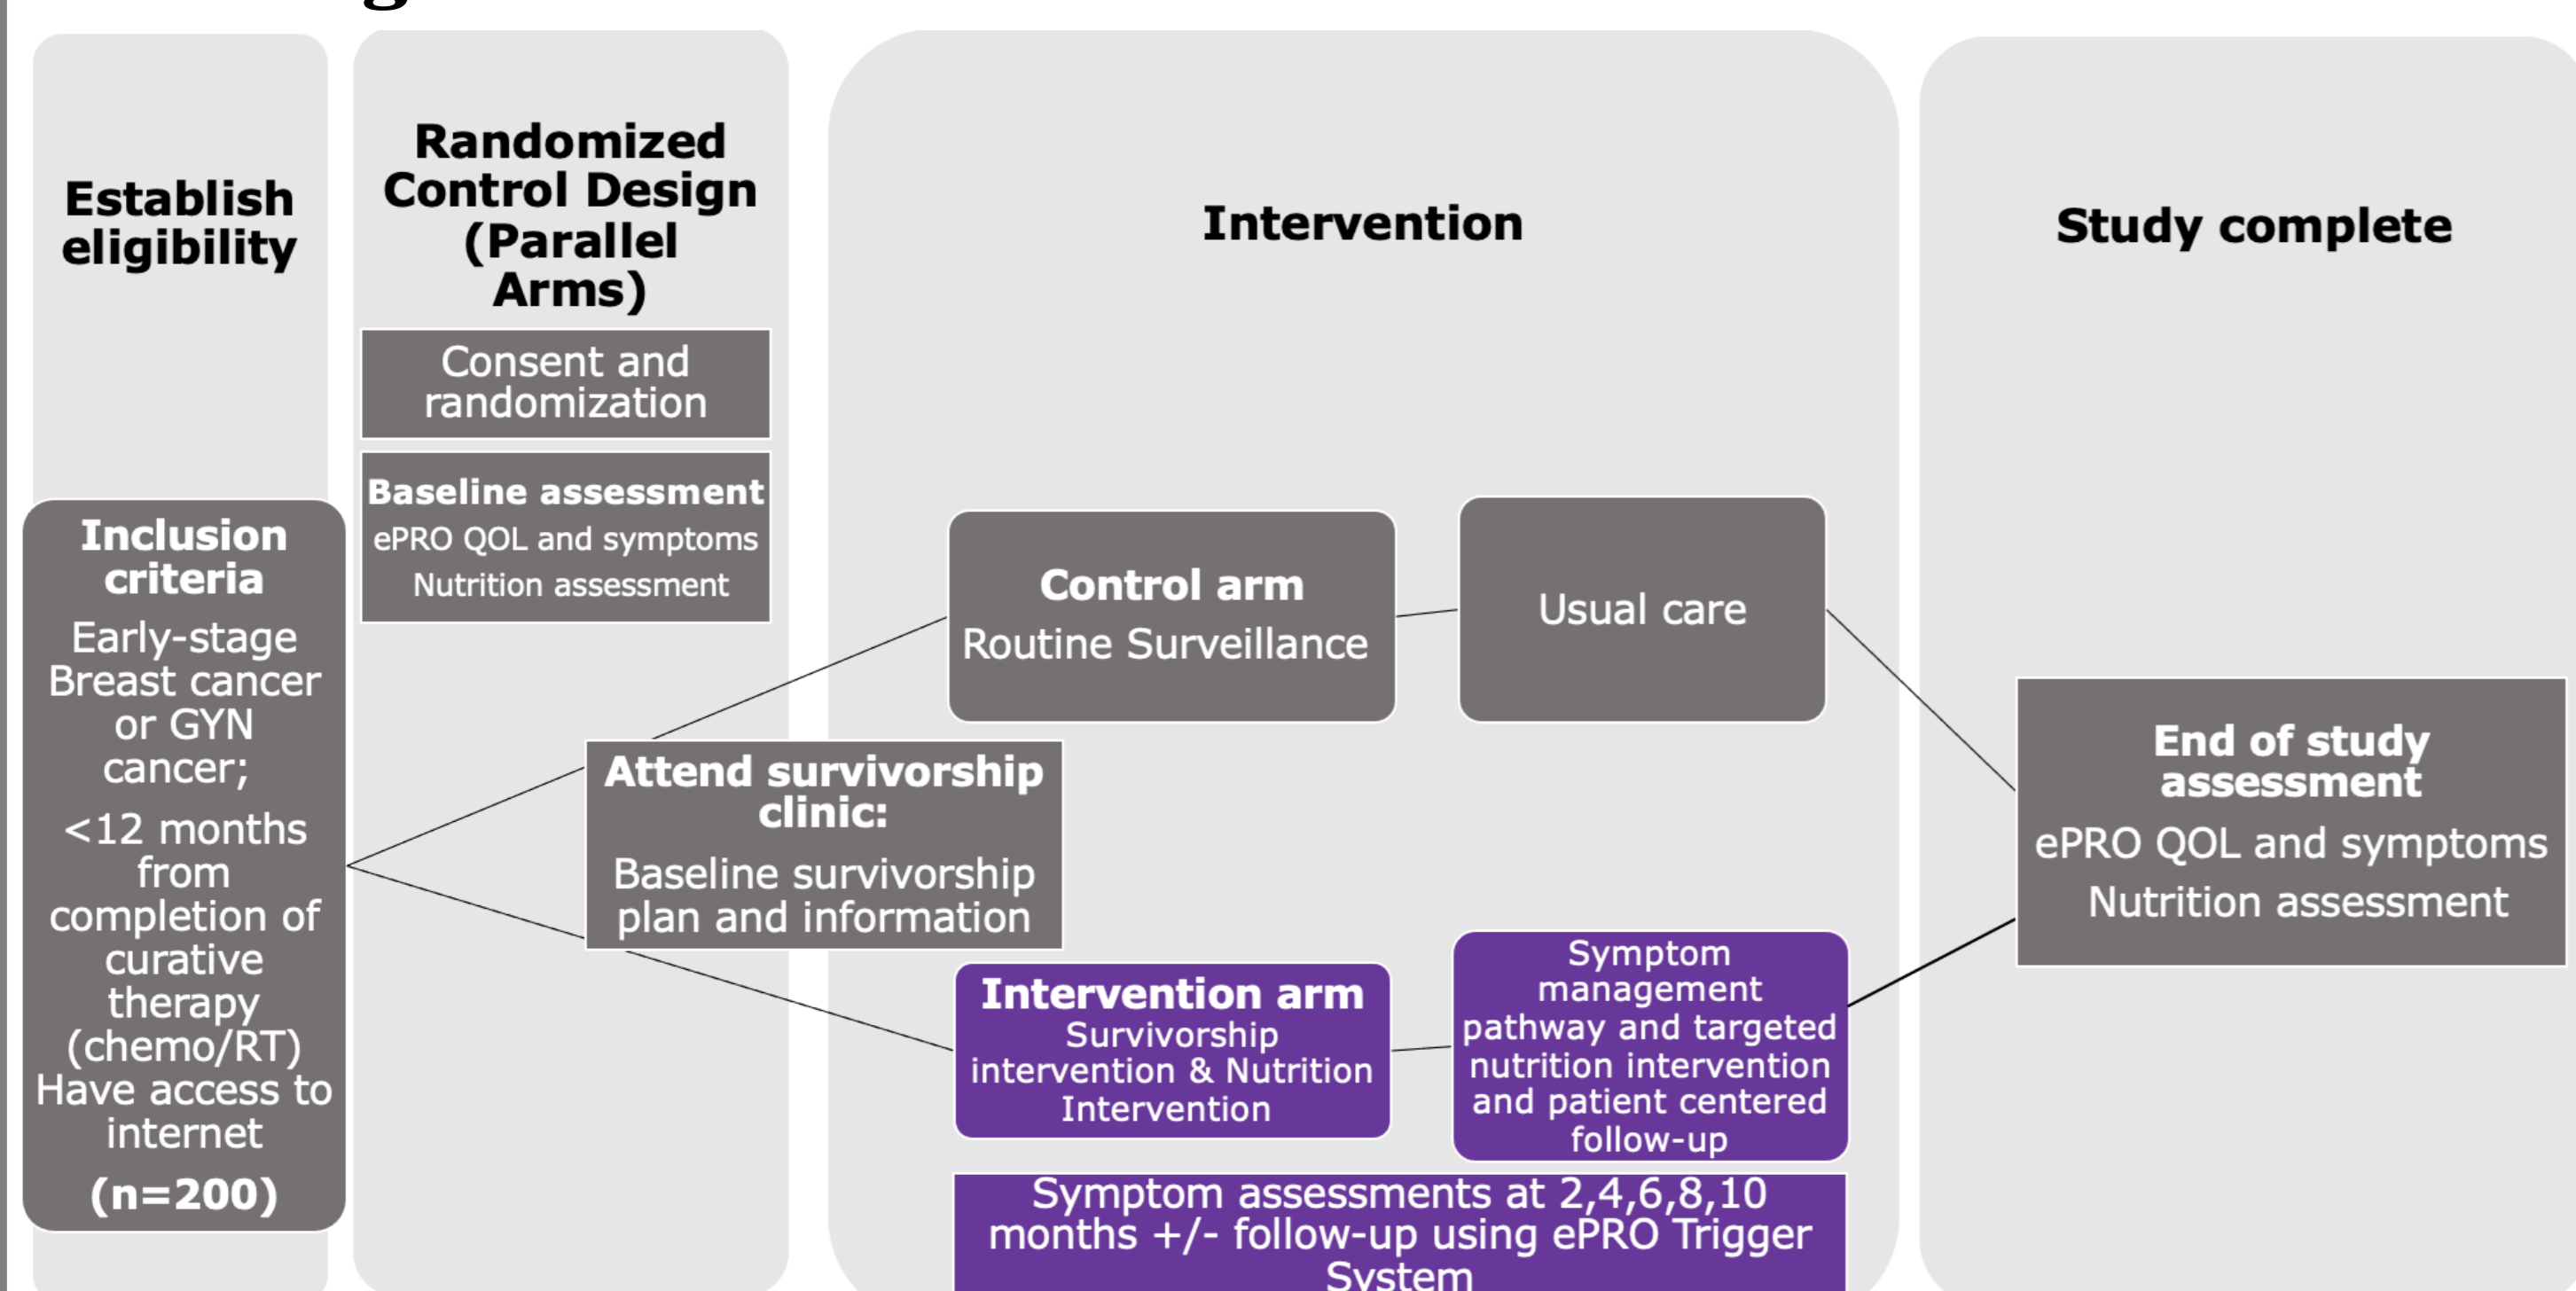 Establish
eligibility
Inclusion
criteria
Early-stage
Breast cancer
or GYN
cancer;
<12 months
from
completion of
curative
therapy
(chemo/RT)
Have access to
internet
(n=200)
Randomized
Control Design
(Parallel
Arms)
Consent and
randomization
Baseline assessment
ePRO QOL and symptoms
Nutrition assessment
Attend survivorship
clinic:
Baseline survivorship
plan and information
Intervention
Control arm
Routine Surveillance
Usual care
Intervention arm
Survivorship
intervention & Nutrition
Intervention
Symptom
management
pathway and targeted
nutrition intervention
and patient centered
follow-up
Symptom assessments at 2,4,6,8,10
months +/- follow-up using ePRO Trigger
System
Study complete
End of study
assessment
ePRO QOL and symptoms
Nutrition assessment